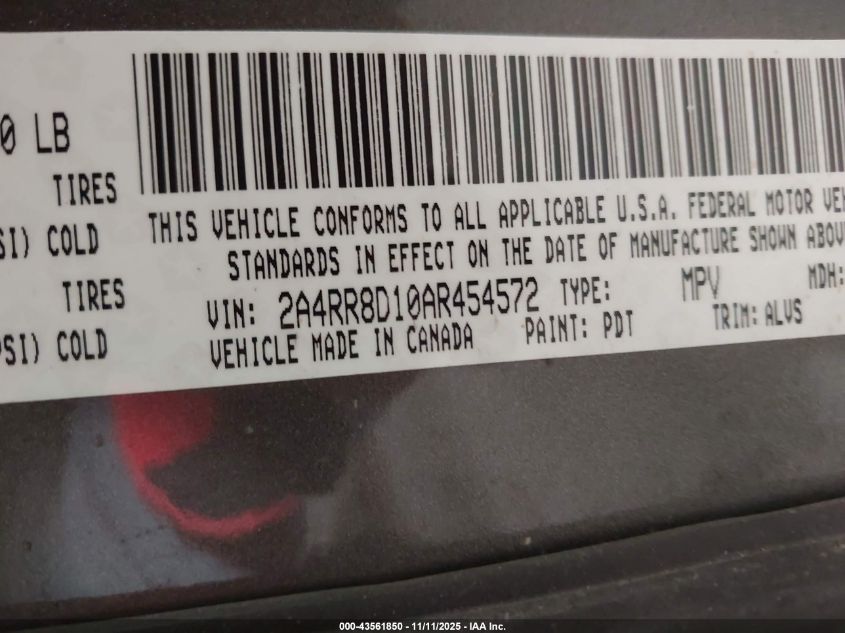 0 LB
TIRES
SI) COLD
TIRES
PSI) COLD
THIS VEHICLE CONFORMS TO ALL APPLICABLE U.S.A. FEDERAL MOTOR VEH
STANDARDS IN EFFECT ON THE DATE OF MANUFACTURE SHOWN ABOV
VIN: 2A4RR8D10AR454572 TYPE: MPV MDH:
VEHICLE MADE IN CANADA PAINT: PDT TRIM: ALVS
000-43561850 - 11/11/2025 - IAA Inc.